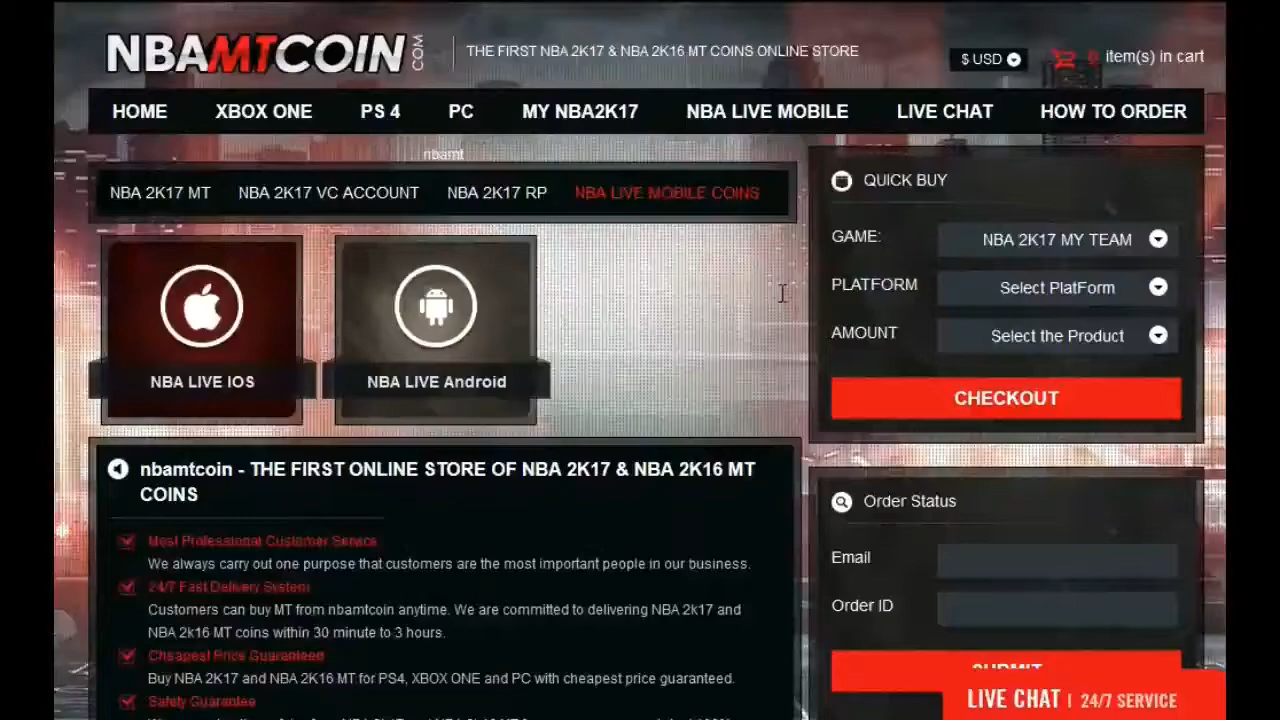 NBAMTCOIN.COM
THE FIRST NBA 2K17 & NBA 2K16 MT COINS ONLINE STORE
$ USD
0 item(s) in cart
HOME XBOX ONE PS 4 PC MY NBA2K17 NBA LIVE MOBILE LIVE CHAT HOW TO ORDER
nbamt
NBA 2K17 MT NBA 2K17 VC ACCOUNT NBA 2K17 RP NBA LIVE MOBILE COINS
NBA LIVE IOS
NBA LIVE Android
QUICK BUY
GAME: NBA 2K17 MY TEAM
PLATFORM Select PlatForm
AMOUNT Select the Product
CHECKOUT
nbamtcoin - THE FIRST ONLINE STORE OF NBA 2K17 & NBA 2K16 MT
COINS
Most Professional Customer Service
We always carry out one purpose that customers are the most important people in our business.
24/7 Fast Delivery System
Customers can buy MT from nbamtcoin anytime. We are committed to delivering NBA 2k17 and
NBA 2k16 MT coins within 30 minute to 3 hours.
Cheapest Price Guaranteed
Buy NBA 2K17 and NBA 2K16 MT for PS4, XBOX ONE and PC with cheapest price guaranteed.
Safety Guarantee
Order Status
Email
Order ID
SUBMIT
LIVE CHAT | 24/7 SERVICE